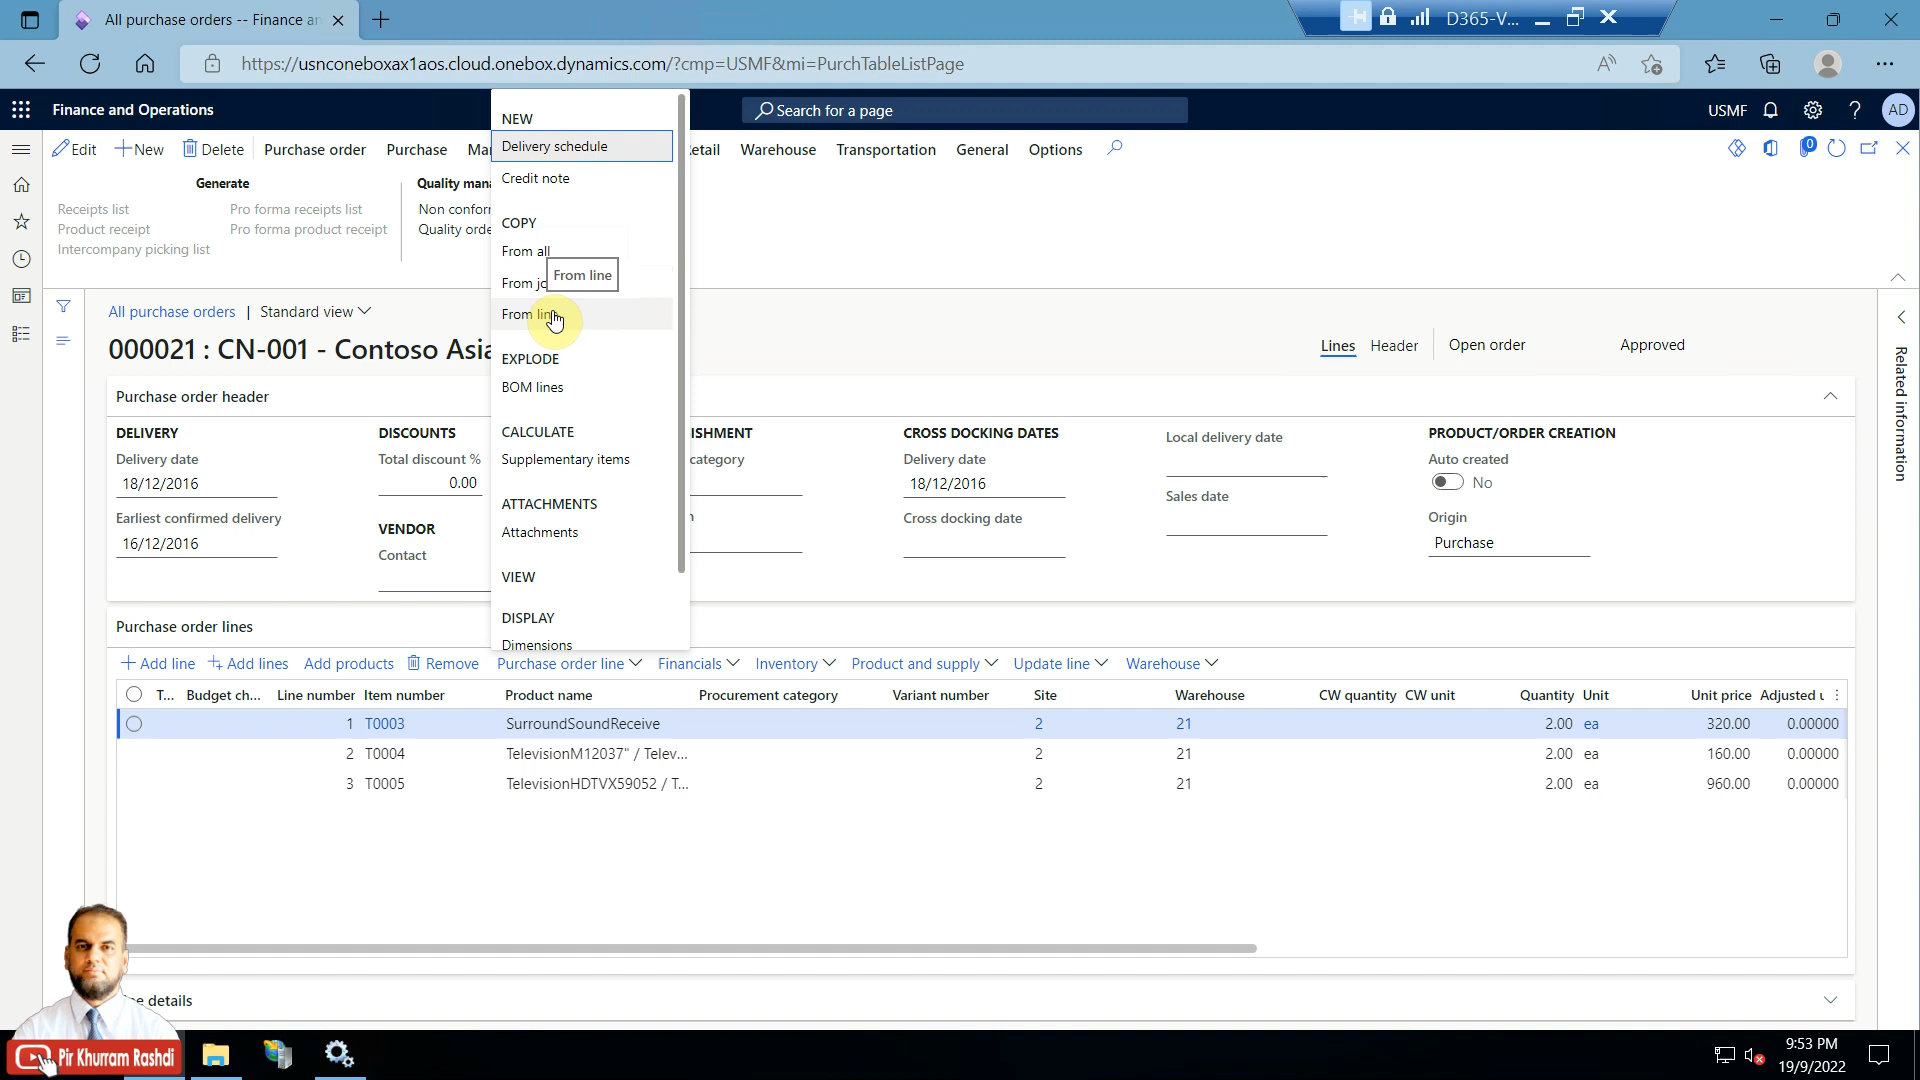 All purchase orders -- Finance a
D365-V...
https://usnconeboxax1aos.cloud.onebox.dynamics.com/?cmp=USMF&mi=PurchTableListPage
Finance and Operations
Search for a page
USMF
AD
Edit
New
Delete
Purchase order
Purchase
Ma
etail
Warehouse
Transportation
General
Options
0
Generate
Receipts list
Product receipt
Intercompany picking list
Pro forma receipts list
Pro forma product receipt
Quality man
Non confor
Quality orde
NEW
Delivery schedule
Credit note
COPY
From all
From jo
From line
From lin
EXPLODE
BOM lines
CALCULATE
Supplementary items
ATTACHMENTS
Attachments
VIEW
DISPLAY
Dimensions
All purchase orders | Standard view
000021 : CN-001 - Contoso Asia
Lines
Header
Open order
Approved
Related information
Purchase order header
DELIVERY
Delivery date
18/12/2016
Earliest confirmed delivery
16/12/2016
DISCOUNTS
Total discount %
0.00
VENDOR
Contact
ISHMENT
category
CROSS DOCKING DATES
Delivery date
18/12/2016
Cross docking date
Local delivery date
Sales date
PRODUCT/ORDER CREATION
Auto created
No
Origin
Purchase
Purchase order lines
Add line
Add lines
Add products
Remove
Purchase order line
Financials
Inventory
Product and supply
Update line
Warehouse
T... Budget ch... Line number Item number Product name Procurement category Variant number Site Warehouse CW quantity CW unit Quantity Unit Unit price Adjusted u
1 T0003 SurroundSoundReceive 2 21 2.00 ea 320.00 0.00000
2 T0004 TelevisionM12037" / Telev... 2 21 2.00 ea 160.00 0.00000
3 T0005 TelevisionHDTVX59052 / T... 2 21 2.00 ea 960.00 0.00000
e details
Pir Khurram Rashdi
9:53 PM
19/9/2022